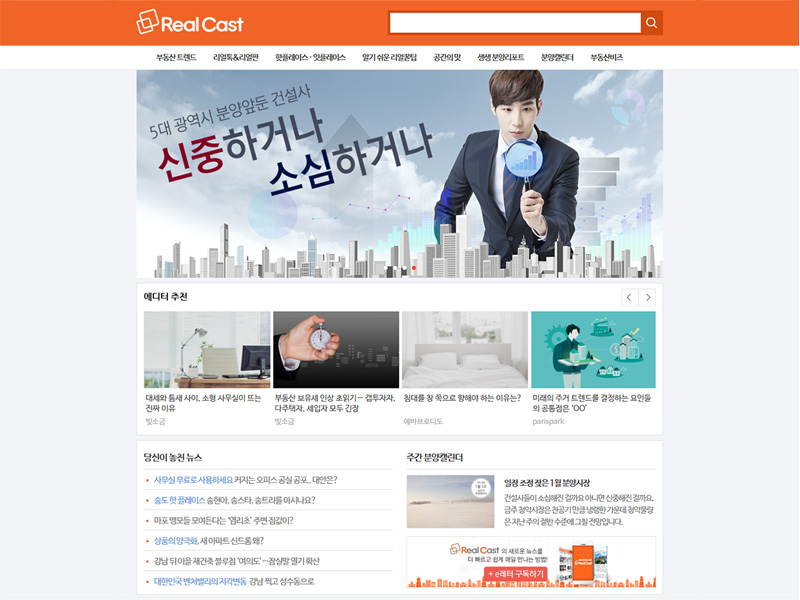 Real Cast
부동산 트렌드 리얼톡&리얼판 핫플레이스·잇플레이스 알기 쉬운 리얼꿀팁 공간의 맛 생생 분양리포트 분양캘린더 부동산비즈
5대 광역시 분양앞둔 건설사
신중하거나
소심하거나
에디터 추천
대세와 틈새 사이, 소형 사무실이 뜨는
진짜 이유
빛소금
부동산 보유세 인상 초읽기… 갭투자자,
다주택자, 세입자 모두 긴장
빛소금
침대를 창 쪽으로 향해야 하는 이유는?
에바브로디도
미래의 주거 트렌드를 결정하는 요인들
의 공통점은 'OO'
parispark
당신이 놓친 뉴스
사무실 무료로 사용하세요 커지는 오피스 공실 공포.. 대안은?
송도 핫 플레이스 송현아, 송스타, 송트리를 아시나요?
마포 맹모들 모여든다는 '염리초' 주변 집값이?
상품의 양극화, 새 아파트 신드롬 왜?
강남 뒤이을 재건축 블루칩 '여의도'…잠실발 열기 확산
대한민국 벤처밸리의 지각변동 강남 찍고 성수동으로
주간 분양캘린더
일정 조정 잦은 1월 분양시장
건설사들이 소심해진 걸까요 아니면 신중해진 걸까요.
금주 청약시장은 천공기 만큼 냉랭한 가운데 청약물량
은 지난 주의 절반 수준에 그칠 전망입니다.
Real Cast 의 새로운 뉴스를
더 빠르고 쉽게 매일 만나는 방법!
+ e레터 구독하기
Real Cast